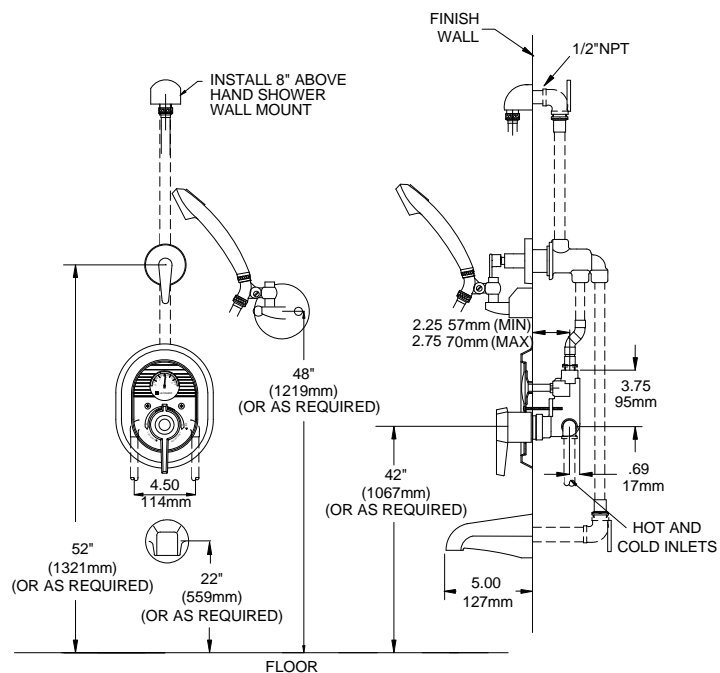 FINISH
WALL
1/2"NPT
INSTALL 8" ABOVE
HAND SHOWER
WALL MOUNT
2.25 57mm (MIN)
2.75 70mm (MAX)
3.75
95mm
48"
(1219mm)
(OR AS REQUIRED)
42"
(1067mm)
(OR AS REQUIRED)
.69
17mm
4.50
114mm
HOT AND
COLD INLETS
52"
(1321mm)
(OR AS REQUIRED)
22"
(559mm)
(OR AS REQUIRED)
5.00
127mm
FLOOR